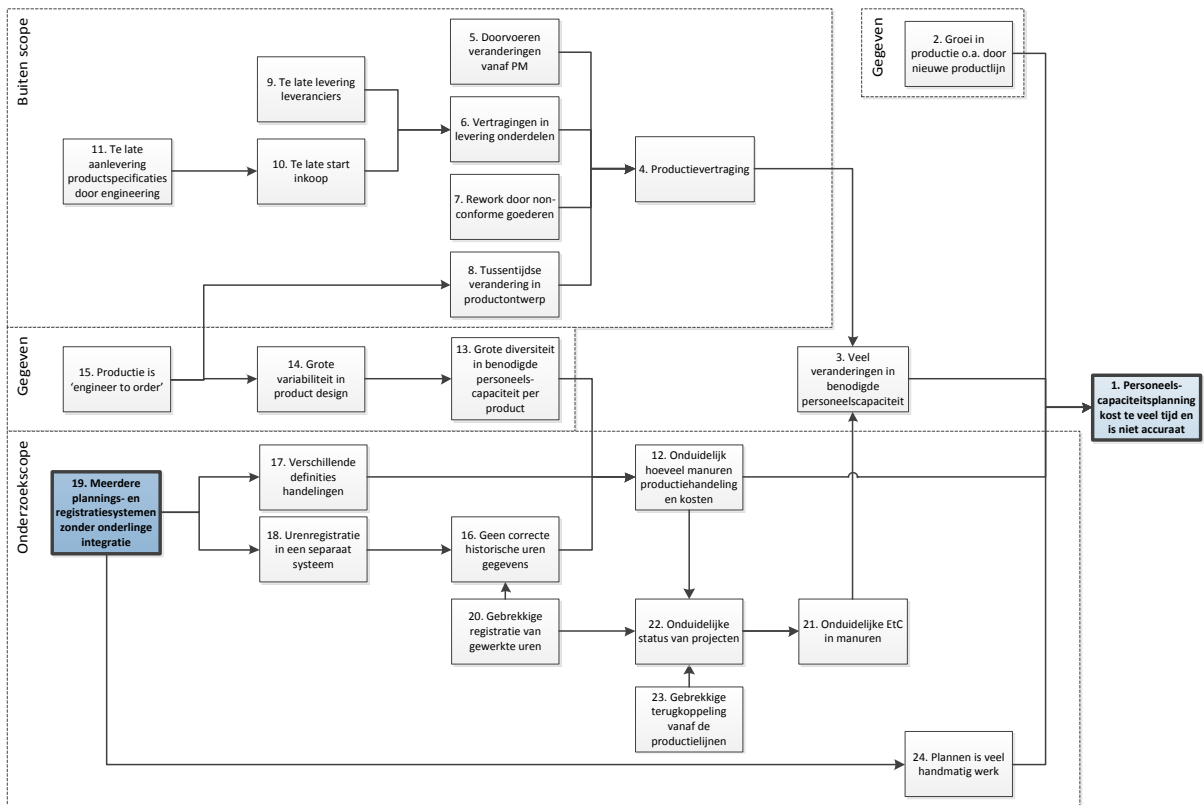 Buiten scope
5. Doorvoeren
veranderingen
vanaf PM
9. Te late levering
leveranciers
6. Vertragingen in
levering onderdelen
11. Te late
aanlevering
productspecificaties
door engineering
10. Te late start
inkoop
4. Productievertraging
7. Rework door non-
conforme goederen
8. Tussentijdse
verandering in
productontwerp
Gegeven
2. Groei in
productie o.a. door
nieuwe productlijn
Gegeven
15. Productie is
‘engineer to order’
14. Grote
variabiliteit in
product design
13. Grote diversiteit
in benodigde
personeels-
capaciteit per
product
3. Veel
veranderingen in
benodigde
personeelscapaciteit
1. Personeels-
capaciteitsplanning
kost te veel tijd en
is niet accuraat
Onderzoekscope
19. Meerdere
plannings- en
registratiesystemen
zonder onderlinge
integratie
17. Verschillende
definities
handelingen
12. Onduidelijk
hoeveel manuren
productiehandeling
en kosten
18. Urenregistratie
in een separaat
systeem
16. Geen correcte
historische uren
gegevens
20. Gebrekkige
registratie van
gewerkte uren
22. Onduidelijke
status van projecten
21. Onduidelijke EtC
in manuren
23. Gebrekkige
terugkoppeling
vanaf de
productielijnen
24. Plannen is veel
handmatig werk